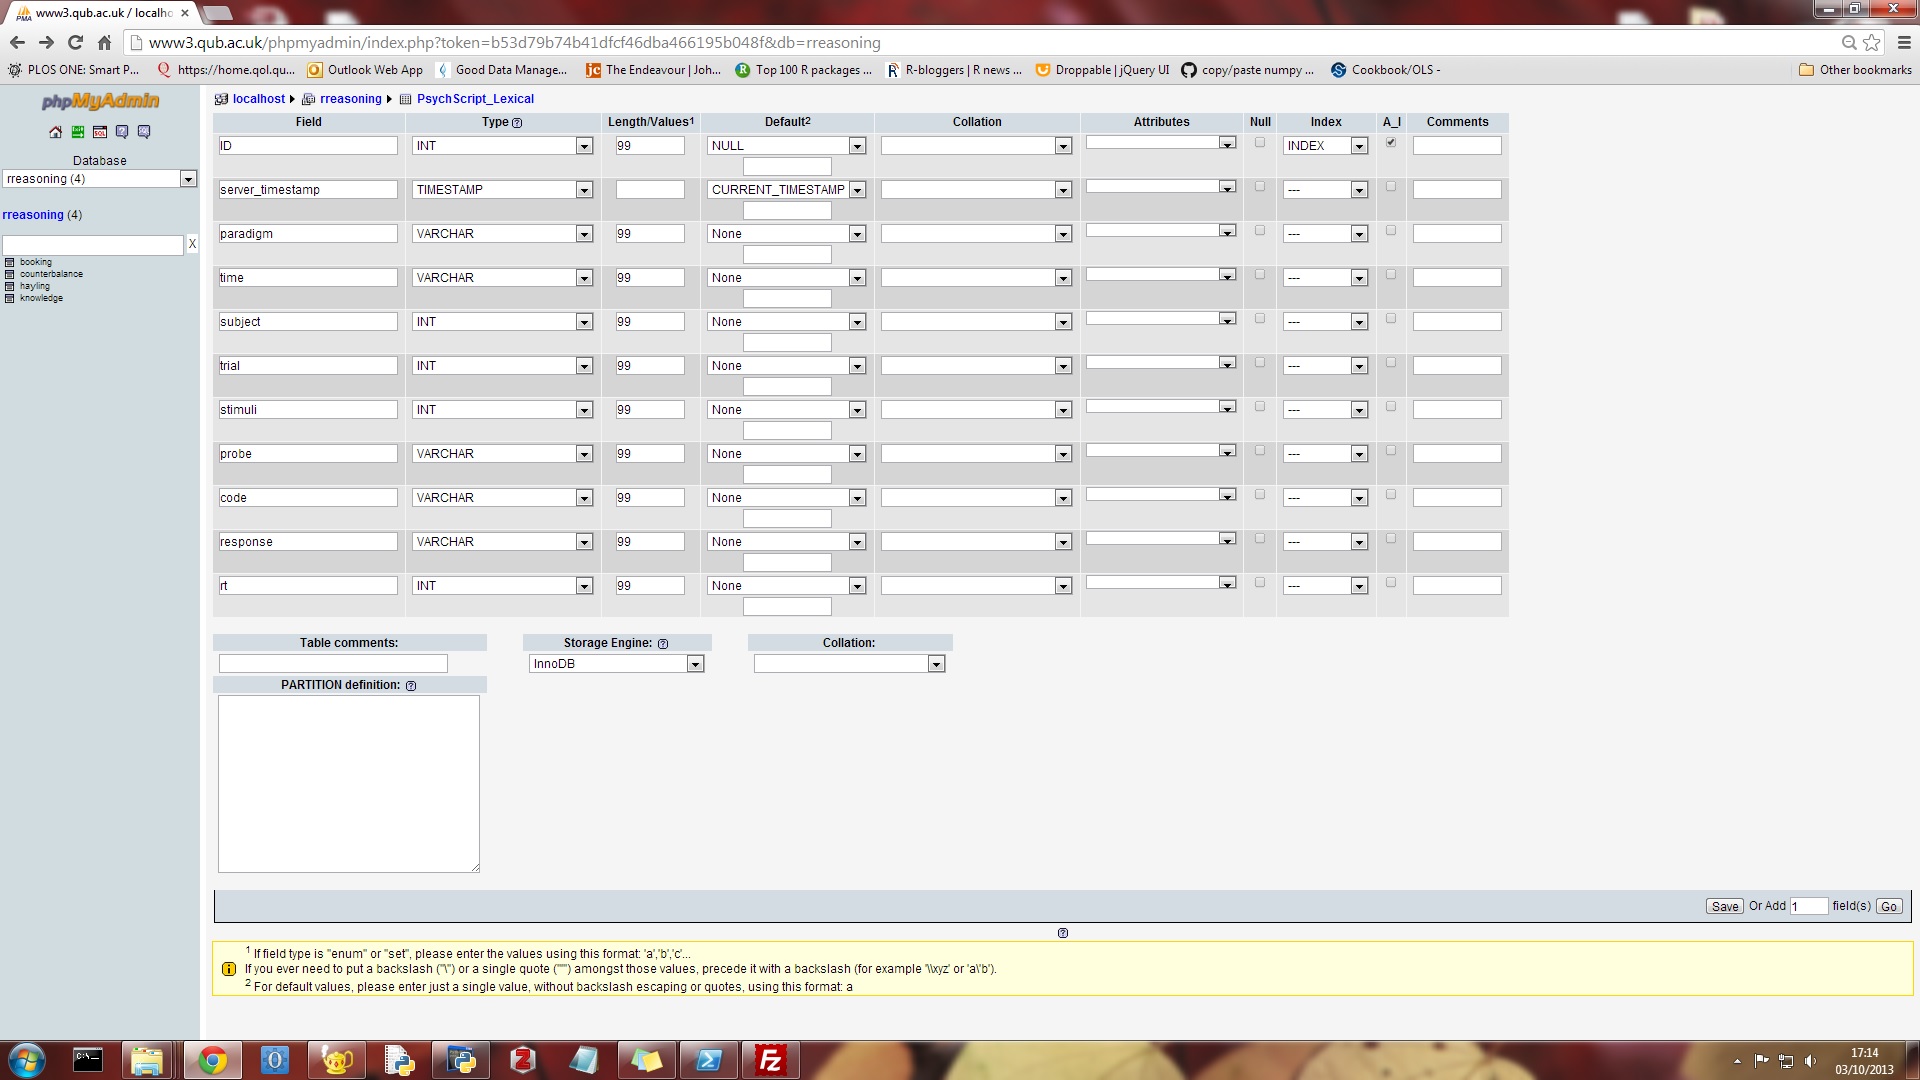 www3.qub.ac.uk / localho
www3.qub.ac.uk/phpmyadmin/index.php?token=b53d79b74b41dfcf46dba466195b048f&db=rreasoning
PLOS ONE: Smart P... https://home.qol.qu... Outlook Web App Good Data Manage... The Endeavour | Joh... Top 100 R packages ... R-bloggers | R news ... Droppable | jQuery UI copy/paste numpy ... Cookbook/OLS - Other bookmarks
phpMyAdmin
Database
rreasoning (4)
rreasoning (4)
X
booking
counterbalance
hayling
knowledge
localhost rreasoning PsychScript_Lexical
Field Type Length/Values1 Default2 Collation Attributes Null Index A_I Comments
ID INT 99 NULL INDEX
server_timestamp TIMESTAMP CURRENT_TIMESTAMP ---
paradigm VARCHAR 99 None ---
time VARCHAR 99 None ---
subject INT 99 None ---
trial INT 99 None ---
stimuli INT 99 None ---
probe VARCHAR 99 None ---
code VARCHAR 99 None ---
response VARCHAR 99 None ---
rt INT 99 None ---
Table comments: Storage Engine: Collation:
InnoDB
PARTITION definition:
Save Or Add 1 field(s) Go
1 If field type is "enum" or "set", please enter the values using this format: 'a','b','c'...
If you ever need to put a backslash ("\") or a single quote ("'") amongst those values, precede it with a backslash (for example '\\xyz' or 'a\'b').
2 For default values, please enter just a single value, without backslash escaping or quotes, using this format: a
17:14
03/10/2013